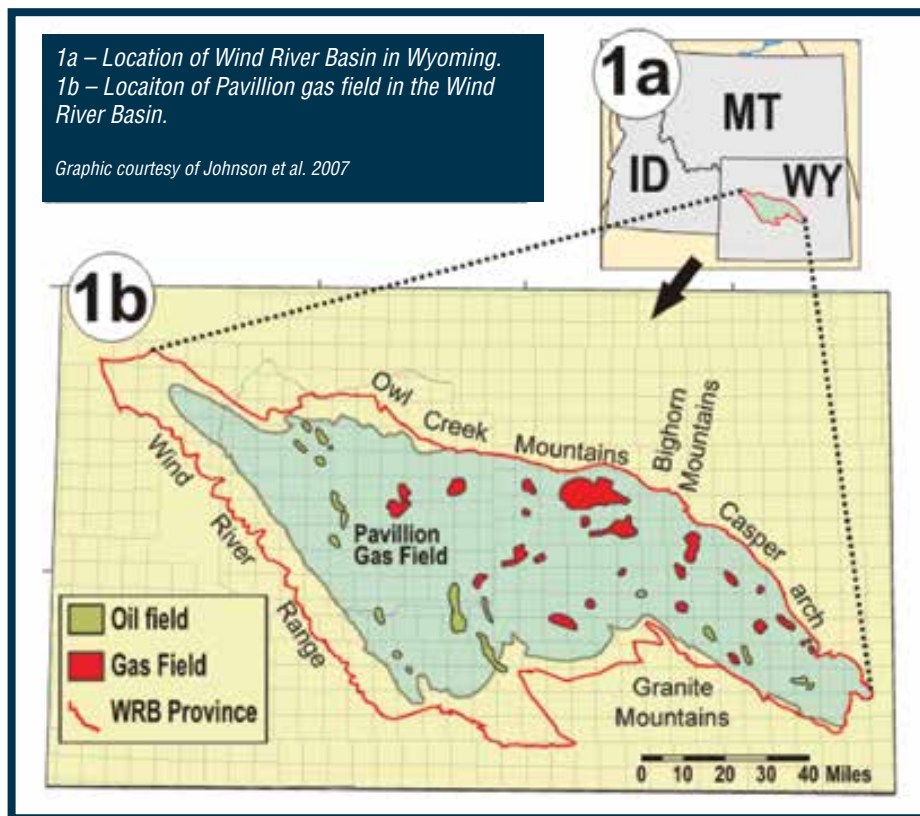 1a – Location of Wind River Basin in Wyoming.
1b – Locaiton of Pavillion gas field in the Wind
River Basin.
Graphic courtesy of Johnson et al. 2007
1a
MT
ID
WY
1b
Owl
Creek
Mountains
Bighorn
Mountains
Casper
arch
Wind
River
Range
Pavillion
Gas Field
Granite
Mountains
Oil field
Gas Field
WRB Province
0 10 20 30 40 Miles